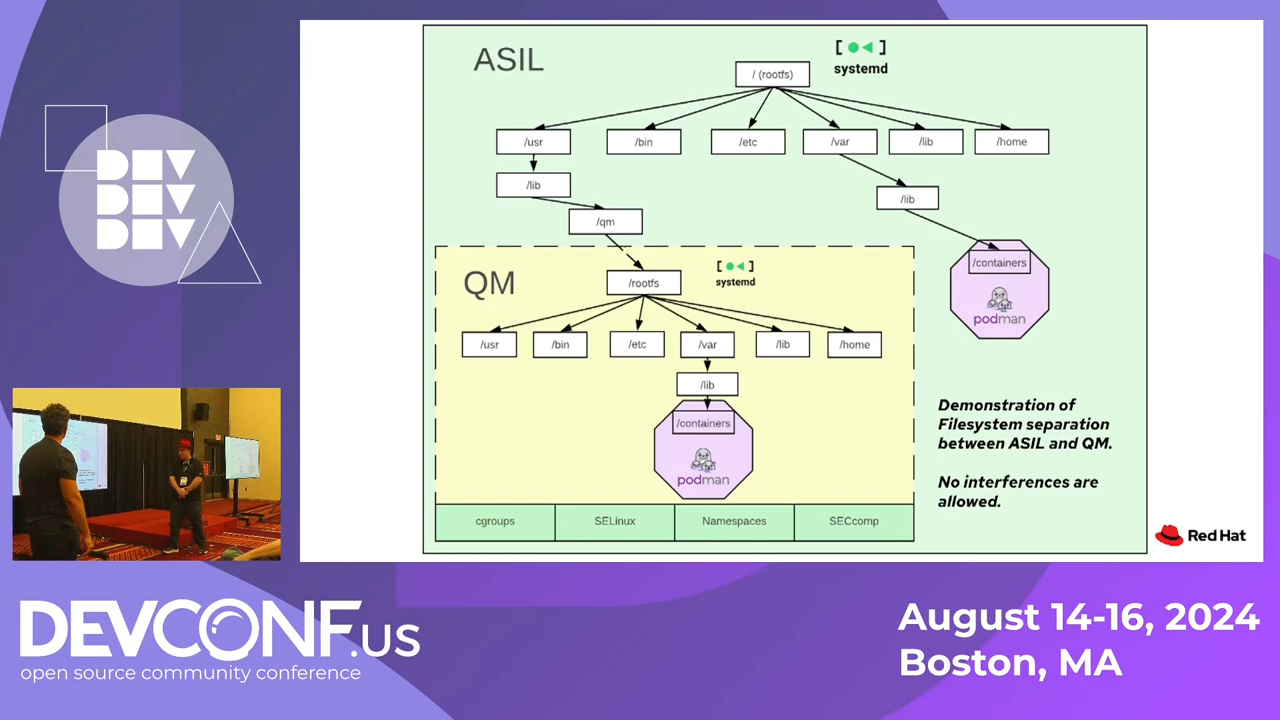 DEV
DEV
DEV
ASIL
[ ● ◄ ]
systemd
/ (rootfs)
/usr
/bin
/etc
/var
/lib
/home
/lib
/lib
/qm
/containers
podman
QM
/rootfs
[ ● ◄ ]
systemd
/usr
/bin
/etc
/var
/lib
/home
/lib
/containers
podman
Demonstration of
Filesystem separation
between ASIL and QM.
No interferences are
allowed.
cgroups
SELinux
Namespaces
SECcomp
Red Hat
DEVCONF.US
open source community conference
August 14-16, 2024
Boston, MA